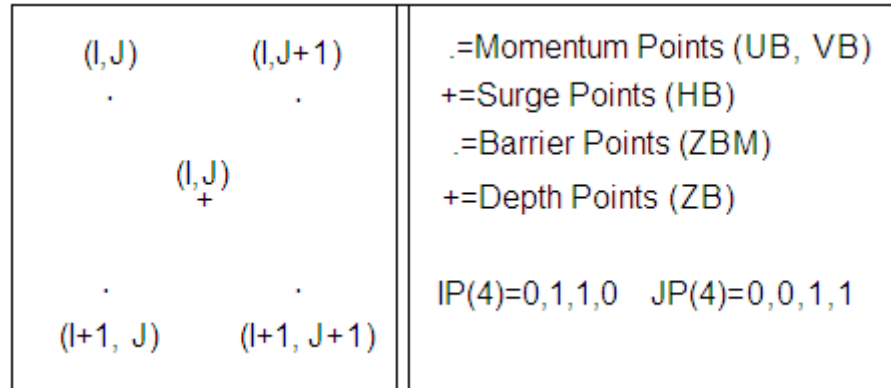 (I,J) (I,J+1)
. .
(I,J)
+
. .
(I+1, J) (I+1, J+1)
.=Momentum Points (UB, VB)
+=Surge Points (HB)
.=Barrier Points (ZBM)
+=Depth Points (ZB)
IP(4)=0,1,1,0 JP(4)=0,0,1,1